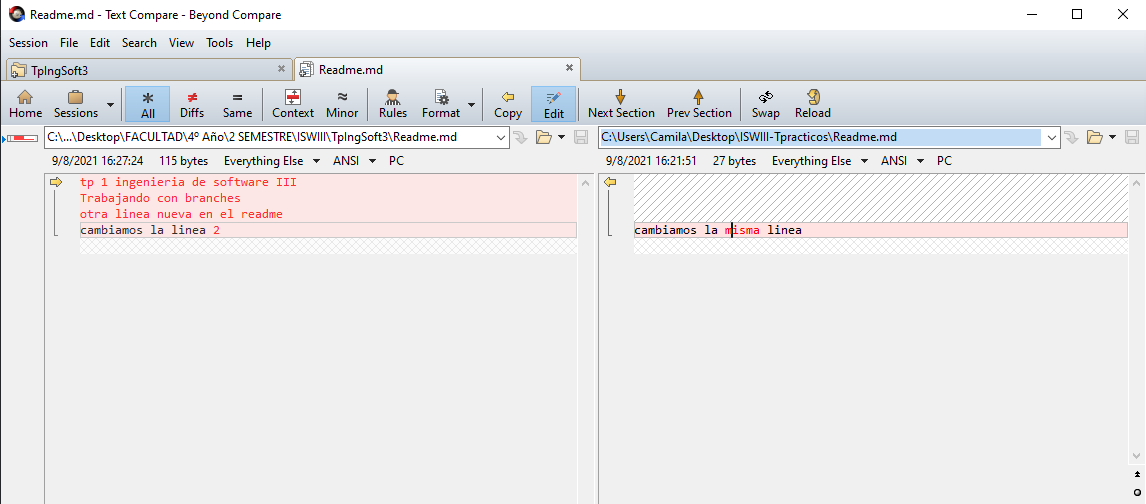 Readme.md - Text Compare - Beyond Compare
Session File Edit Search View Tools Help
TpIngSoft3 Readme.md
Home Sessions All Diffs Same Context Minor Rules Format Copy Edit Next Section Prev Section Swap Reload
C:\...\Desktop\FACULTAD\4º Año\2 SEMESTRE\ISWIII\TpIngSoft3\Readme.md
C:\Users\Camila\Desktop\ISWIII-Tpracticos\Readme.md
9/8/2021 16:27:24 115 bytes Everything Else ANSI PC
9/8/2021 16:21:51 27 bytes Everything Else ANSI PC
tp 1 ingenieria de software III
Trabajando con branches
otra linea nueva en el readme
cambiamos la linea 2
cambiamos la misma linea